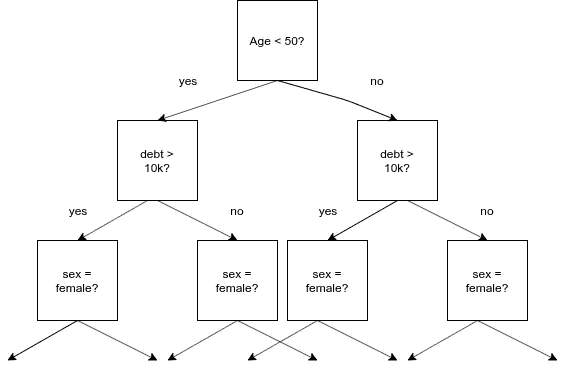 Age < 50?
yes
no
debt >
10k?
debt >
10k?
yes
no
yes
no
sex =
female?
sex =
female?
sex =
female?
sex =
female?